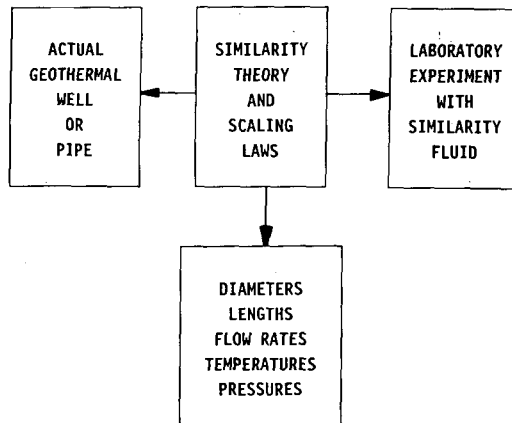 ACTUAL
GEOTHERMAL
WELL
OR
PIPE
SIMILARITY
THEORY
AND
SCALING
LAWS
LABORATORY
EXPERIMENT
WITH
SIMILARITY
FLUID
DIAMETERS
LENGTHS
FLOW RATES
TEMPERATURES
PRESSURES